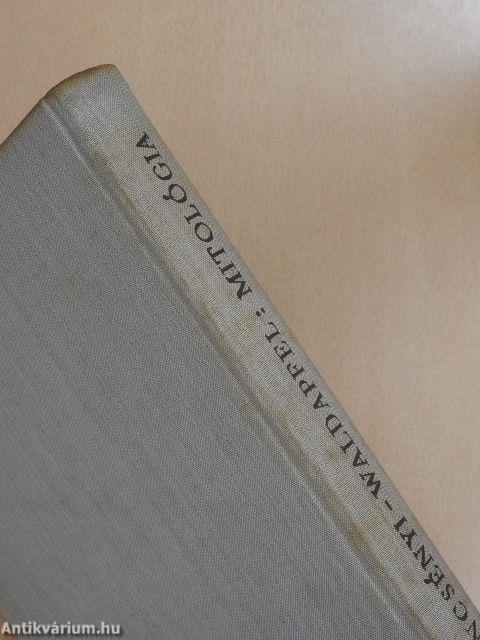 NCSÉNYI - WALDAPFEL: MITOLÓGIA
Antikvárium.hu